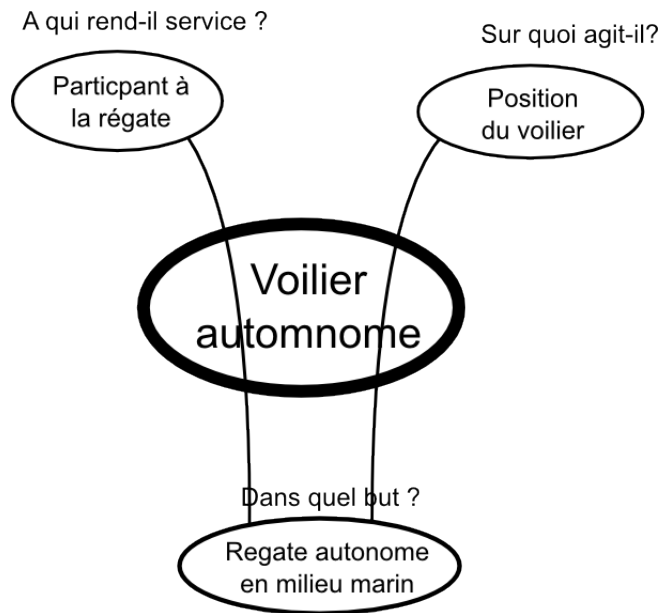 A qui rend-il service ?
Sur quoi agit-il?
Particpant à
la régate
Position
du voilier
Voilier
automnome
Dans quel but ?
Regate autonome
en milieu marin